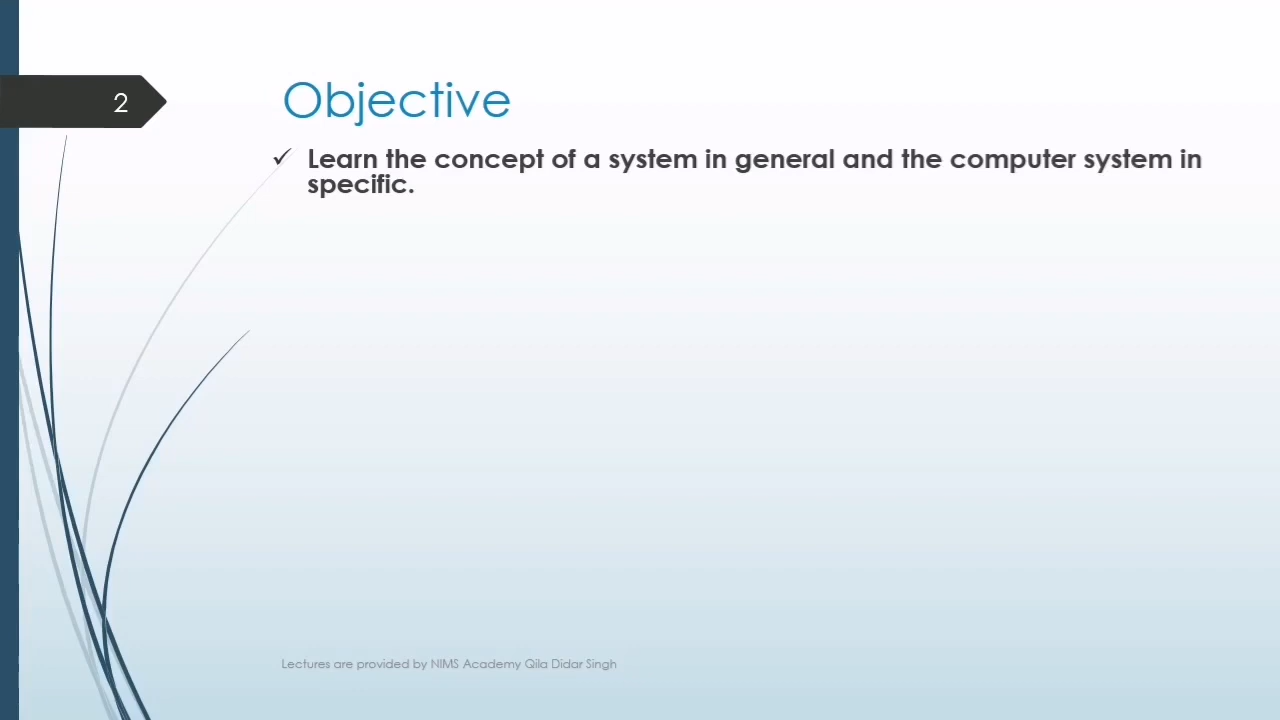 2
Objective
✓ Learn the concept of a system in general and the computer system in
specific.
Lectures are provided by NIMS Academy Qila Didar Singh